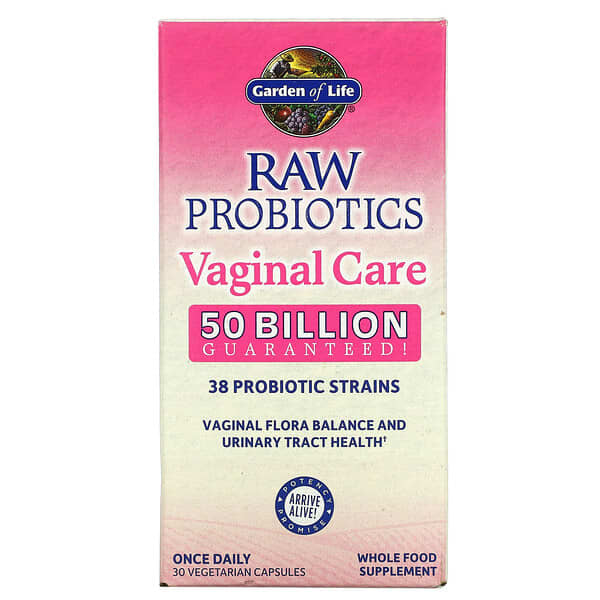 Garden of Life®
RAW
PROBIOTICS
Vaginal Care
50 BILLION
GUARANTEED!
38 PROBIOTIC STRAINS
VAGINAL FLORA BALANCE AND
URINARY TRACT HEALTH†
POTENCY
ARRIVE
ALIVE!
PROMISE
ONCE DAILY
30 VEGETARIAN CAPSULES
WHOLE FOOD
SUPPLEMENT